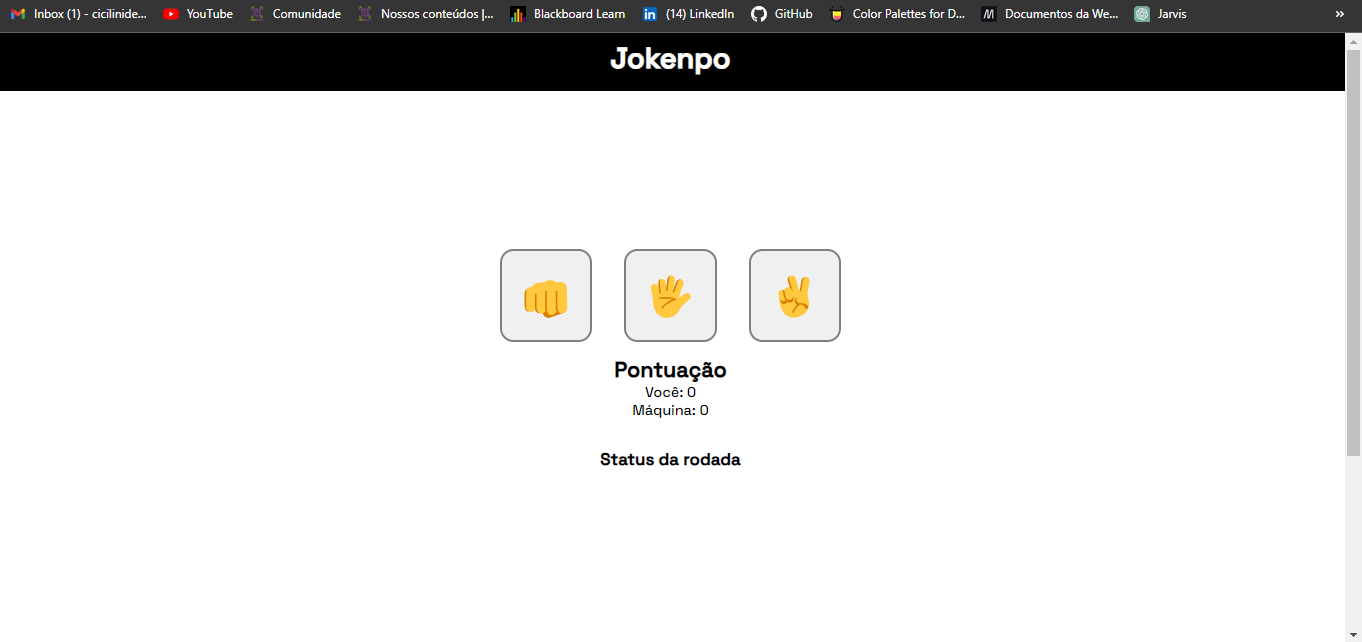 Inbox (1) - cicilinide... YouTube Comunidade Nossos conteúdos |... Blackboard Learn (14) LinkedIn GitHub Color Palettes for D... Documentos da We... Jarvis »
Jokenpo
Pontuação
Você: 0
Máquina: 0
Status da rodada